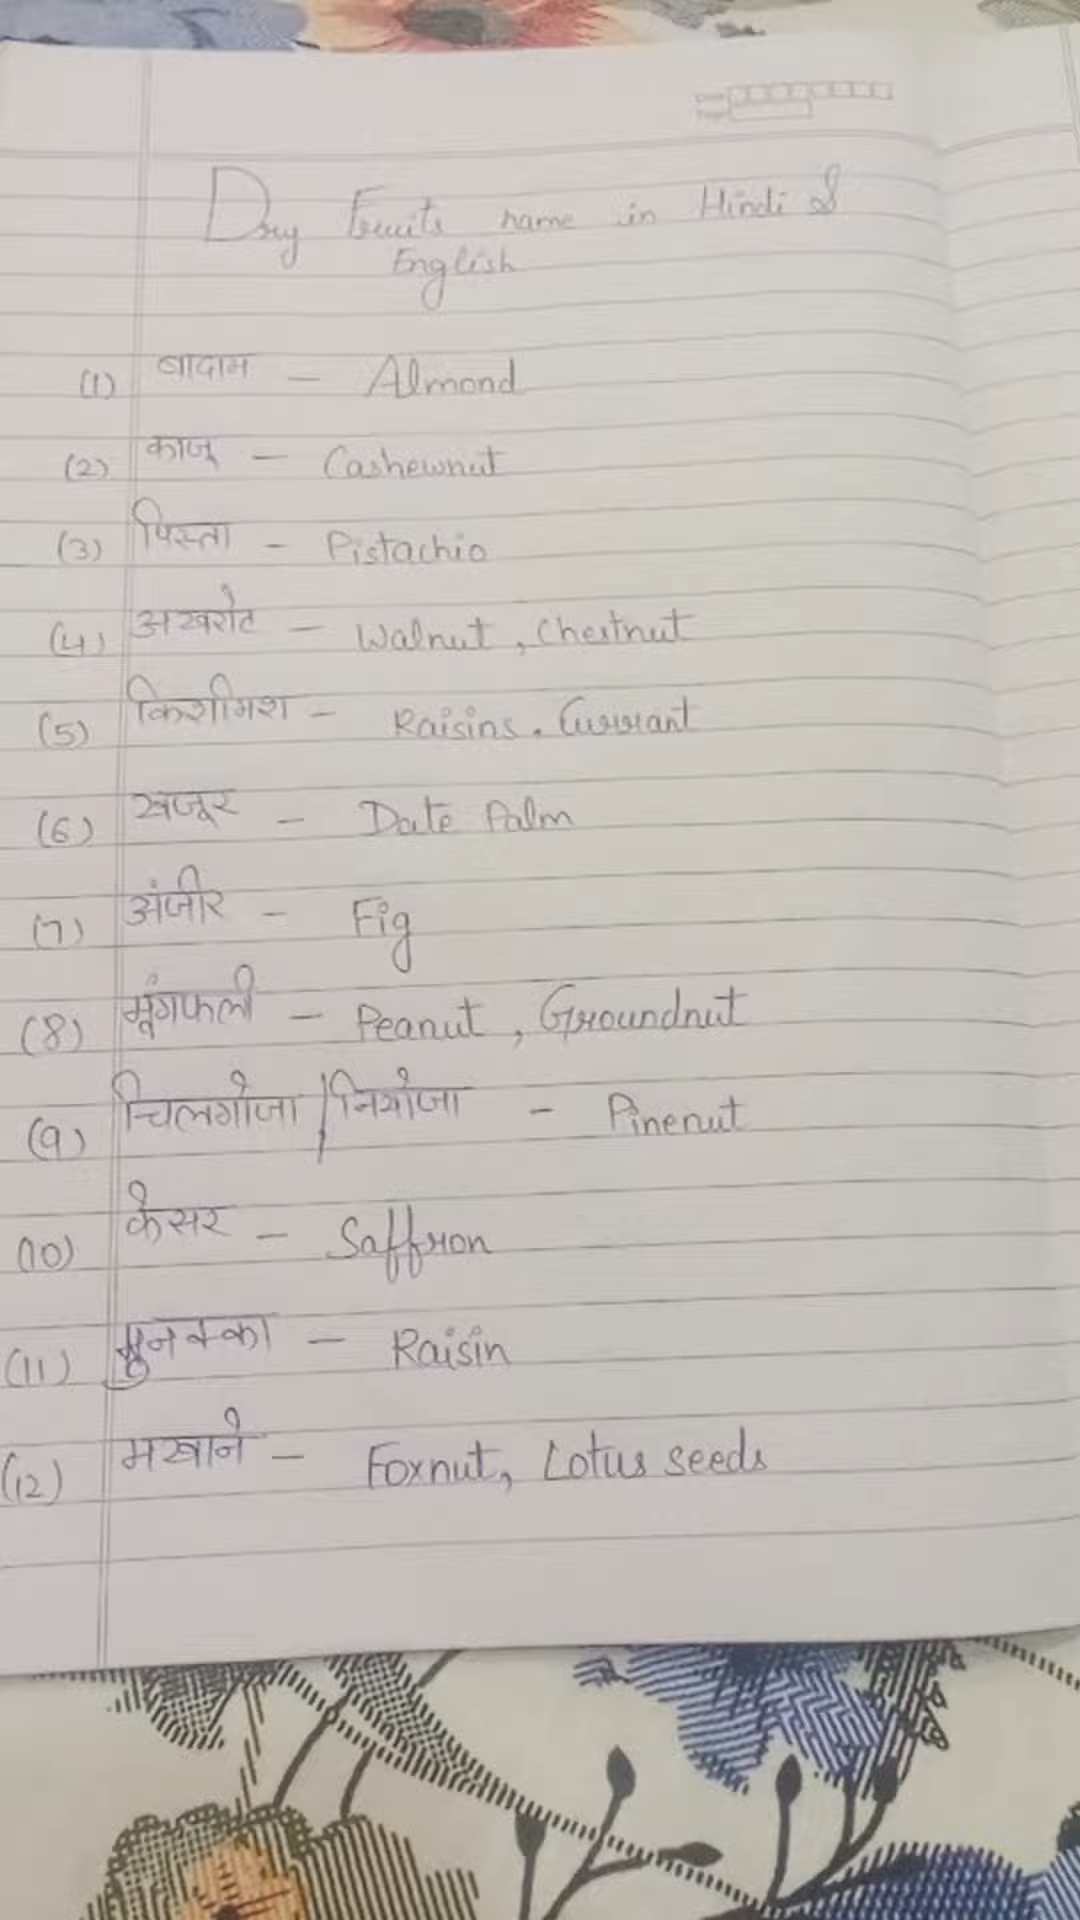 Dry Fruits name in Hindi &
English
(1) बादाम - Almond
(2) काजू - Cashewnut
(3) पिस्ता - Pistachio
(4) अखरोट - Walnut, Chestnut
(5) किशमिश - Raisins. Currant
(6) खजूर - Date Palm
(7) अंजीर - Fig
(8) मूंगफली - Peanut, Groundnut
(9) चिलगोजा/नियोजा - Pinenut
(10) केसर - Saffron
(11) मुनक्का - Raisin
(12) मखाने - Foxnut, Lotus seeds